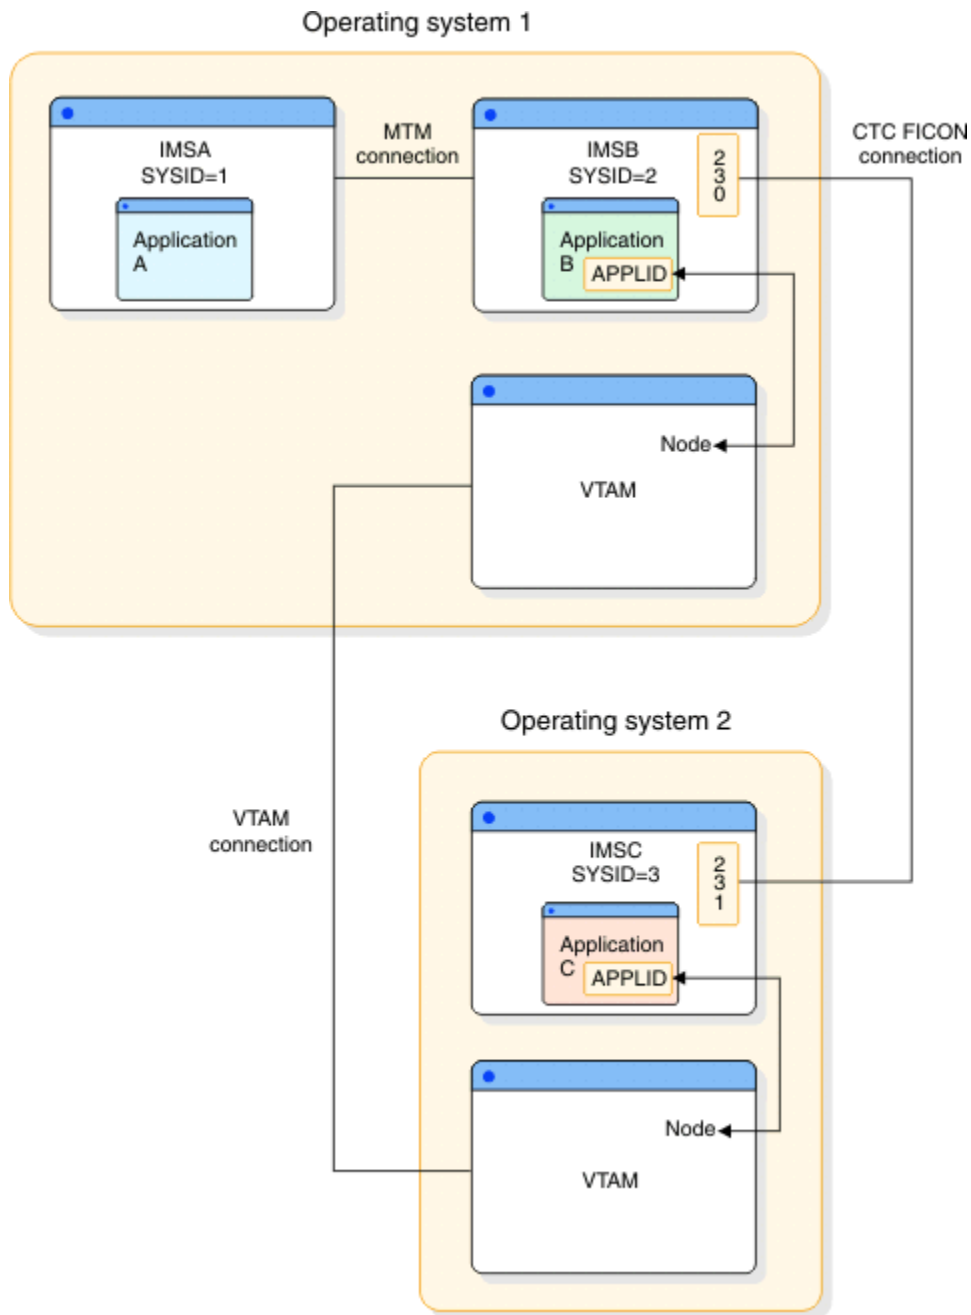 Operating system 1
IMSA
SYSID=1
Application
A
MTM
connection
IMSB
SYSID=2
2
3
0
Application
B
APPLID
CTC FICON
connection
Node
VTAM
Operating system 2
VTAM
connection
IMSC
SYSID=3
2
3
1
Application
C
APPLID
Node
VTAM